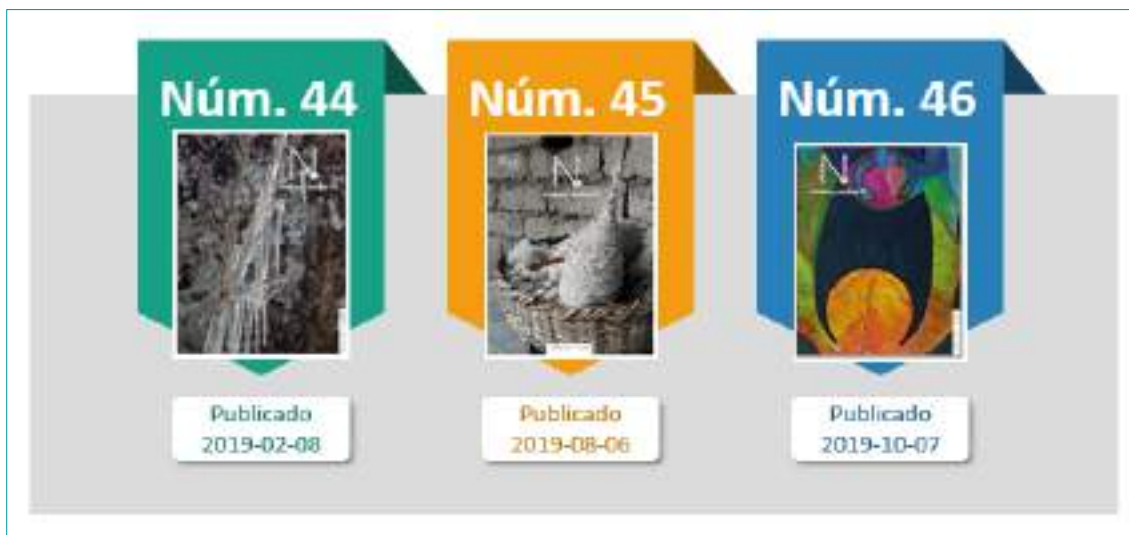 Núm. 44
Núm. 45
Núm. 46
N
N
N
Publicado
2019-02-08
Publicado
2019-08-06
Publicado
2019-10-07